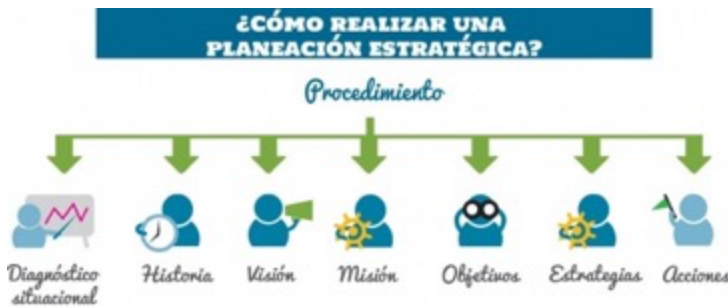 ¿CÓMO REALIZAR UNA
PLANEACIÓN ESTRATÉGICA?
Procedimiento
Diagnóstico
situacional
Historia
Visión
Misión
Objetivos
Estrategias
Acciones